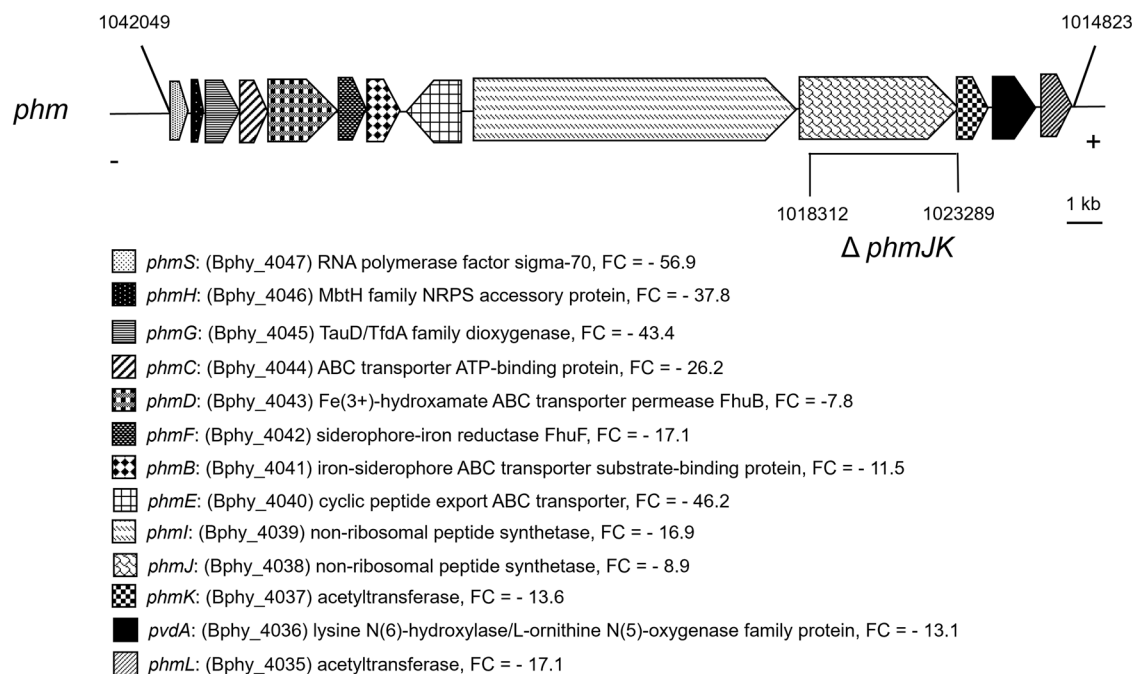 1042049
1014823
phm
-
+
1018312
1023289
1 kb
Δ phmJK
phmS: (Bphy_4047) RNA polymerase factor sigma-70, FC = - 56.9
phmH: (Bphy_4046) MbtH family NRPS accessory protein, FC = - 37.8
phmG: (Bphy_4045) TauD/TfdA family dioxygenase, FC = - 43.4
phmC: (Bphy_4044) ABC transporter ATP-binding protein, FC = - 26.2
phmD: (Bphy_4043) Fe(3+)-hydroxamate ABC transporter permease FhuB, FC = -7.8
phmF: (Bphy_4042) siderophore-iron reductase FhuF, FC = - 17.1
phmB: (Bphy_4041) iron-siderophore ABC transporter substrate-binding protein, FC = - 11.5
phmE: (Bphy_4040) cyclic peptide export ABC transporter, FC = - 46.2
phmI: (Bphy_4039) non-ribosomal peptide synthetase, FC = - 16.9
phmJ: (Bphy_4038) non-ribosomal peptide synthetase, FC = - 8.9
phmK: (Bphy_4037) acetyltransferase, FC = - 13.6
pvdA: (Bphy_4036) lysine N(6)-hydroxylase/L-ornithine N(5)-oxygenase family protein, FC = - 13.1
phmL: (Bphy_4035) acetyltransferase, FC = - 17.1